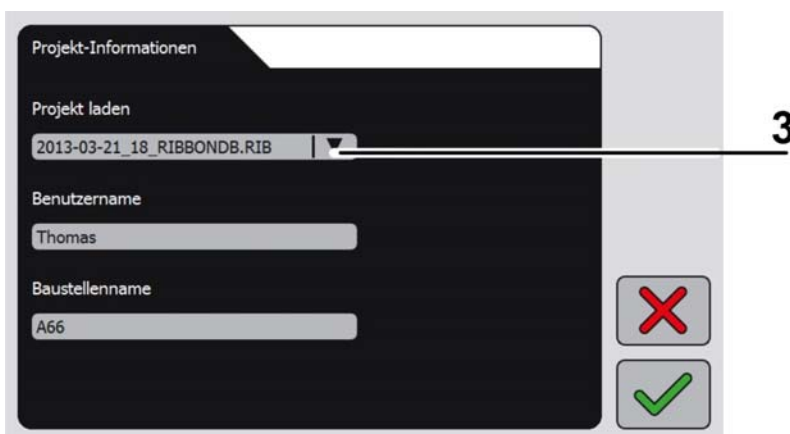 Projekt-Informationen
Projekt laden
2013-03-21_18_RIBBONDB.RIB
3
Benutzername
Thomas
Baustellenname
A66